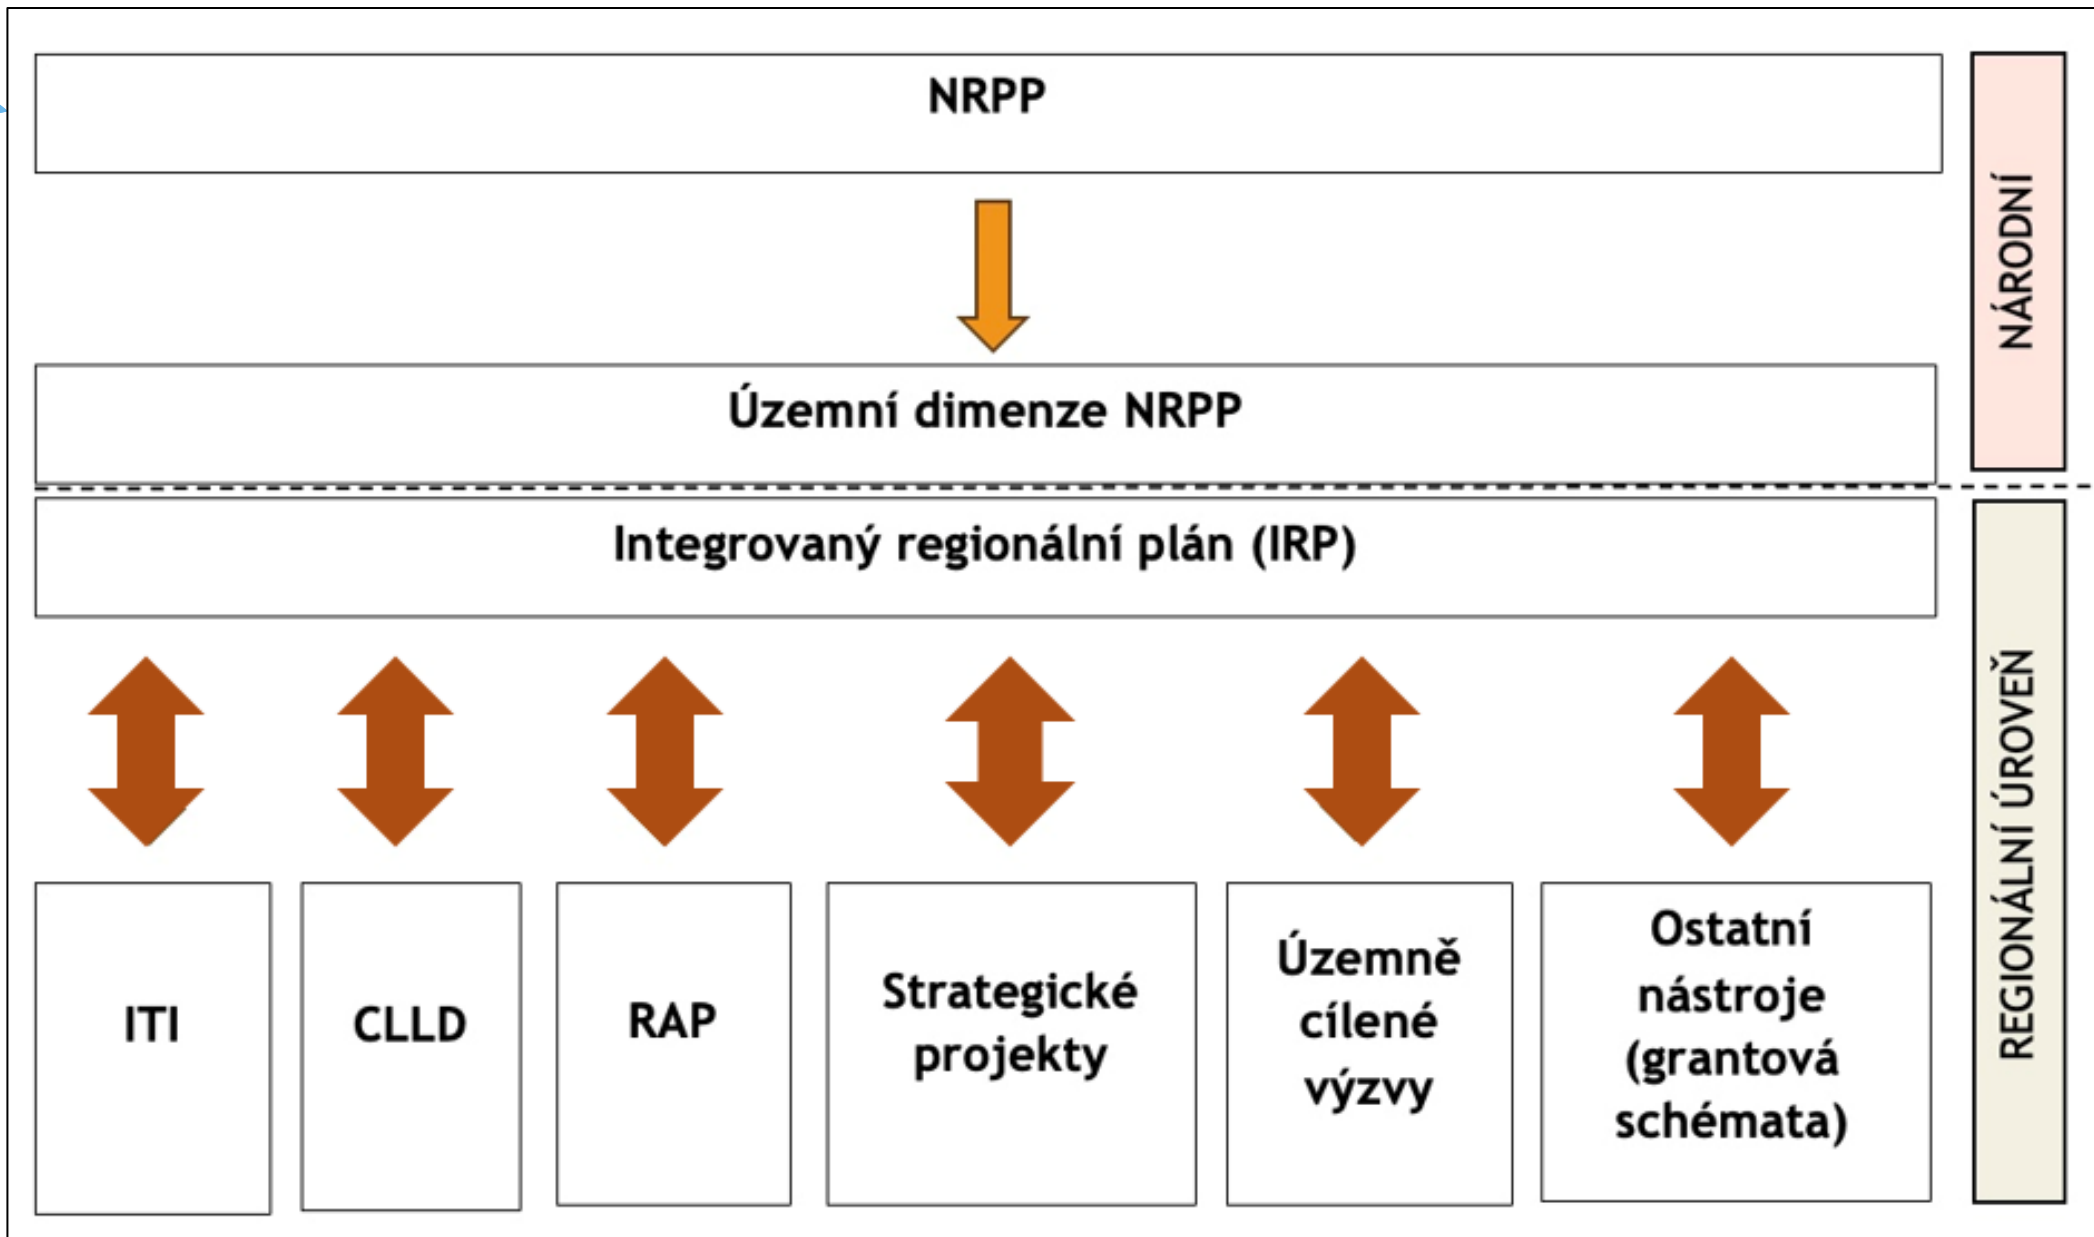 NRPP
NÁRODNÍ
Územní dimenze NRPP
Integrovaný regionální plán (IRP)
REGIONÁLNÍ ÚROVEŇ
ITI
CLLD
RAP
Strategické
projekty
Územně
cílené
výzvy
Ostatní
nástroje
(grantová
schémata)